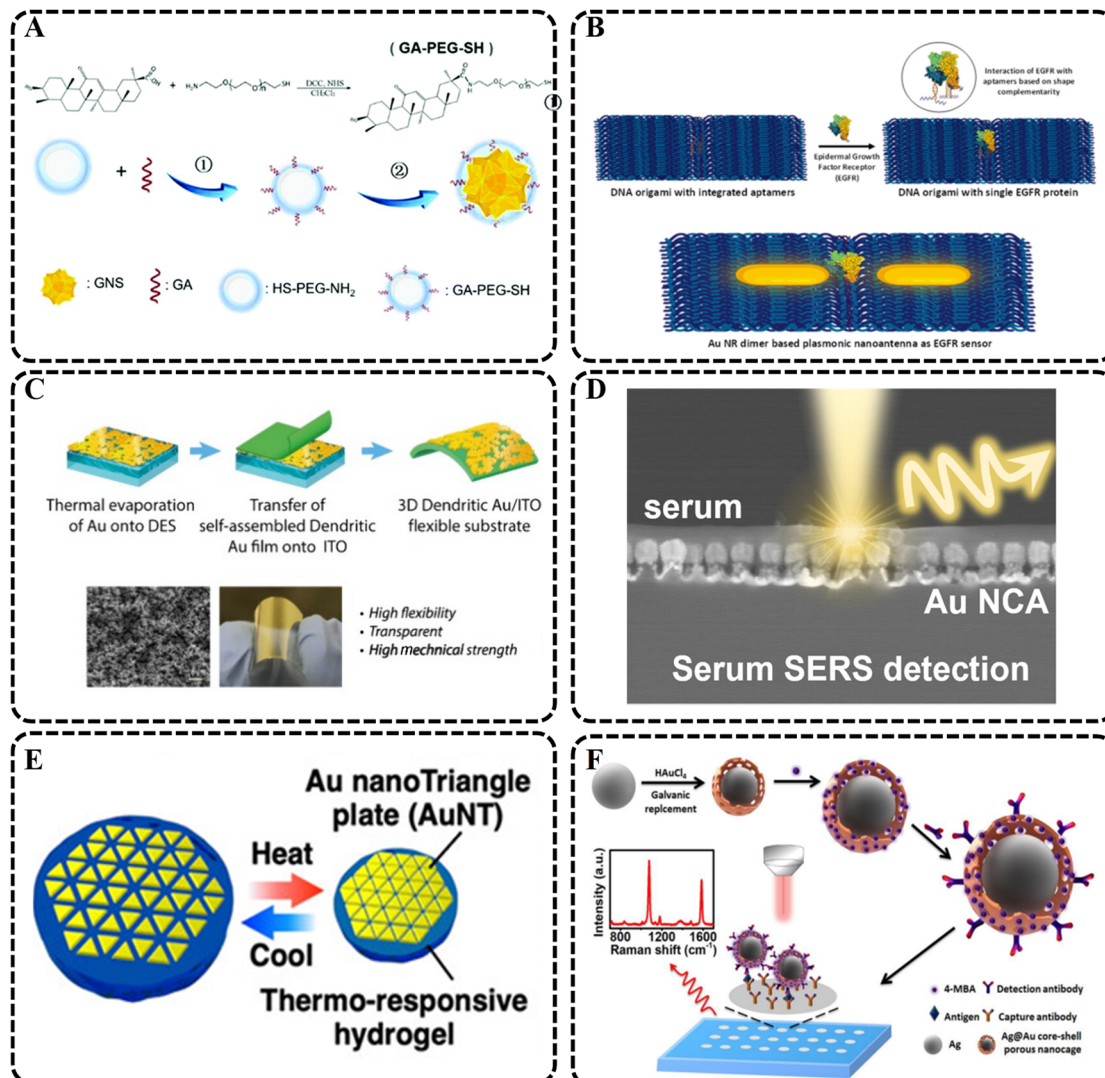 A
( GA-PEG-SH )
OH
+
H2N
SH
DCC, NHS
CH2Cl2
SH
①
+
①
②
: GNS
: GA
: HS-PEG-NH2
: GA-PEG-SH
B
Interaction of EGFR with
aptamers based on shape
complementarity
Epidermal Growth
Factor Receptor
(EGFR)
DNA origami with integrated aptamers
DNA origami with single EGFR protein
Au NR dimer based plasmonic nanoantenna as EGFR sensor
C
Thermal evaporation
of Au onto DES
Transfer of
self-assembled Dendritic
Au film onto ITO
3D Dendritic Au/ITO
flexible substrate
• High flexibility
• Transparent
• High mechnical strength
D
serum
Au NCA
Serum SERS detection
E
Au nanoTriangle
plate (AuNT)
Heat
Cool
Thermo-responsive
hydrogel
F
HAuCl4
Galvanic
replcement
Intensity (a.u.)
800 1200 1600
Raman shift (cm-1)
4-MBA
Detection antibody
Antigen
Capture antibody
Ag
Ag@Au core-shell
porous nanocage